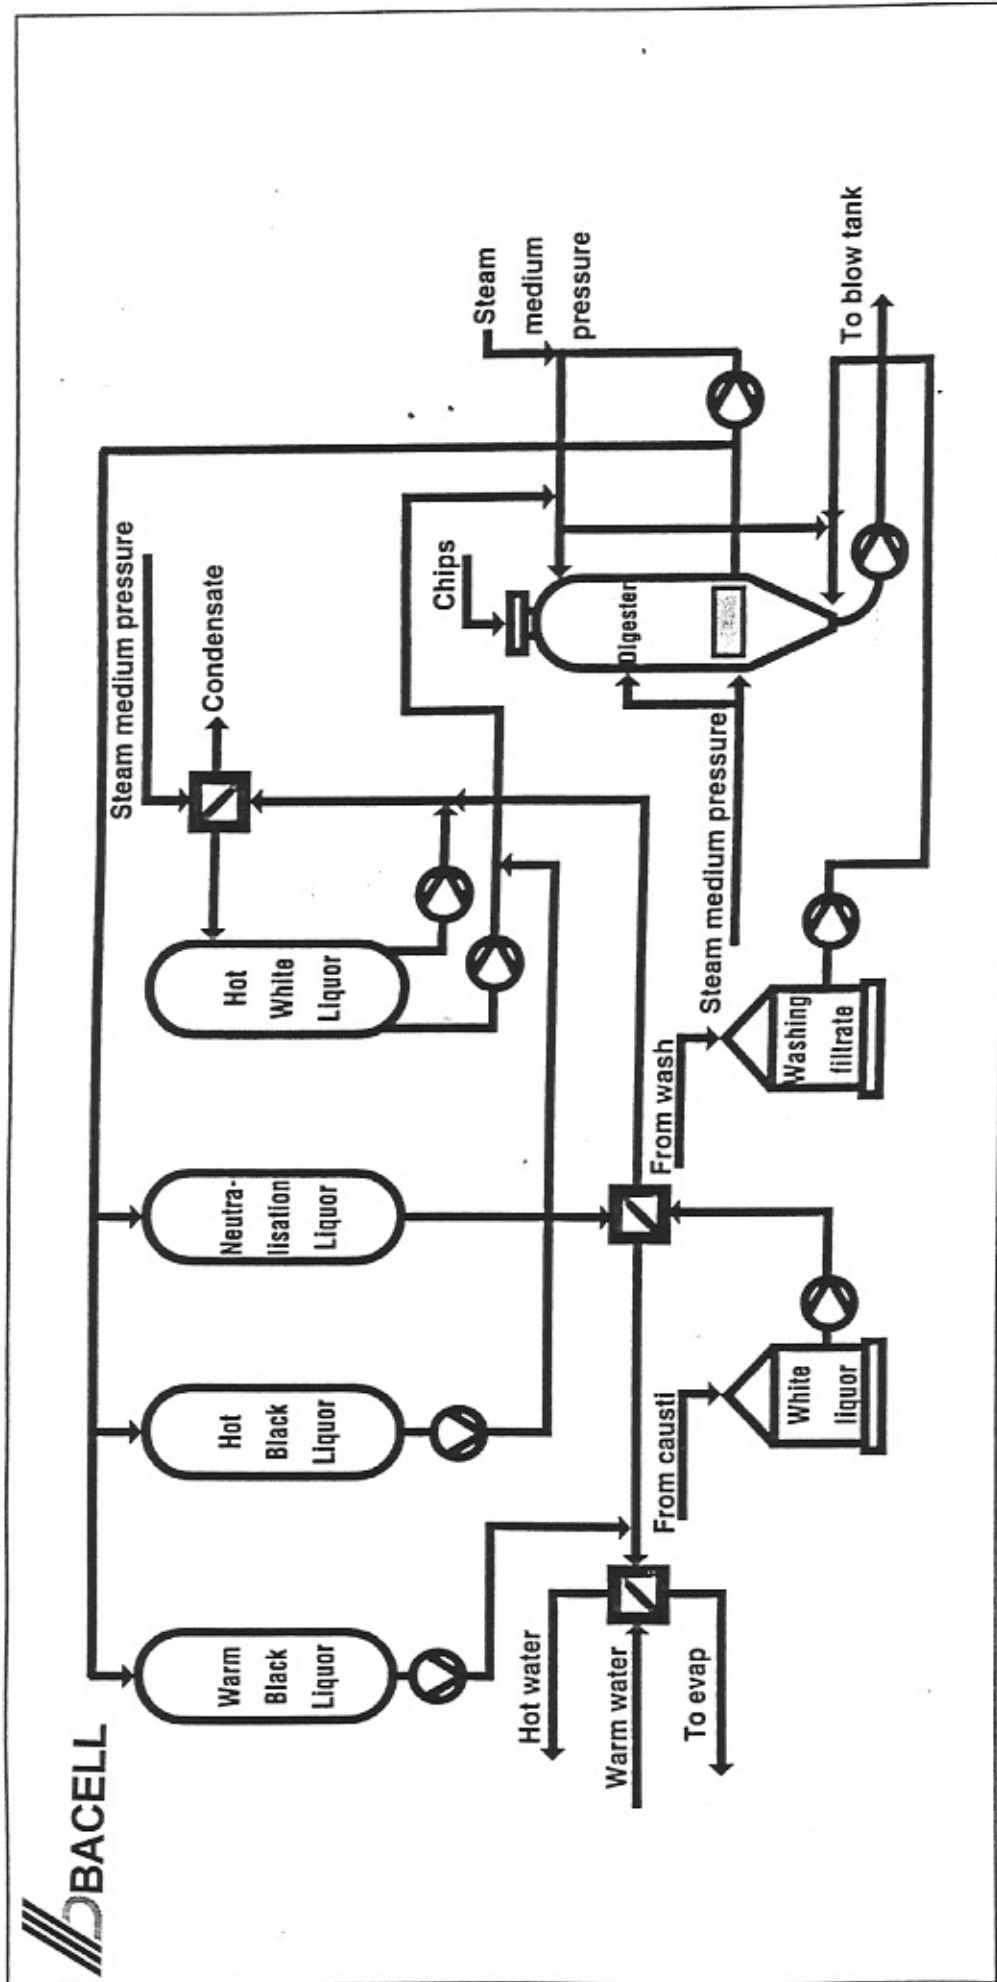 BACELL
Steam medium pressure
Condensate
Warm
Black
Liquor
Hot
Black
Liquor
Neutra-
lisation
Liquor
Hot
White
Liquor
Chips
Steam
medium
pressure
Digester
Hot water
Warm water
To evap
From causti
White
liquor
From wash
Washing
filtrate
Steam medium pressure
To blow tank